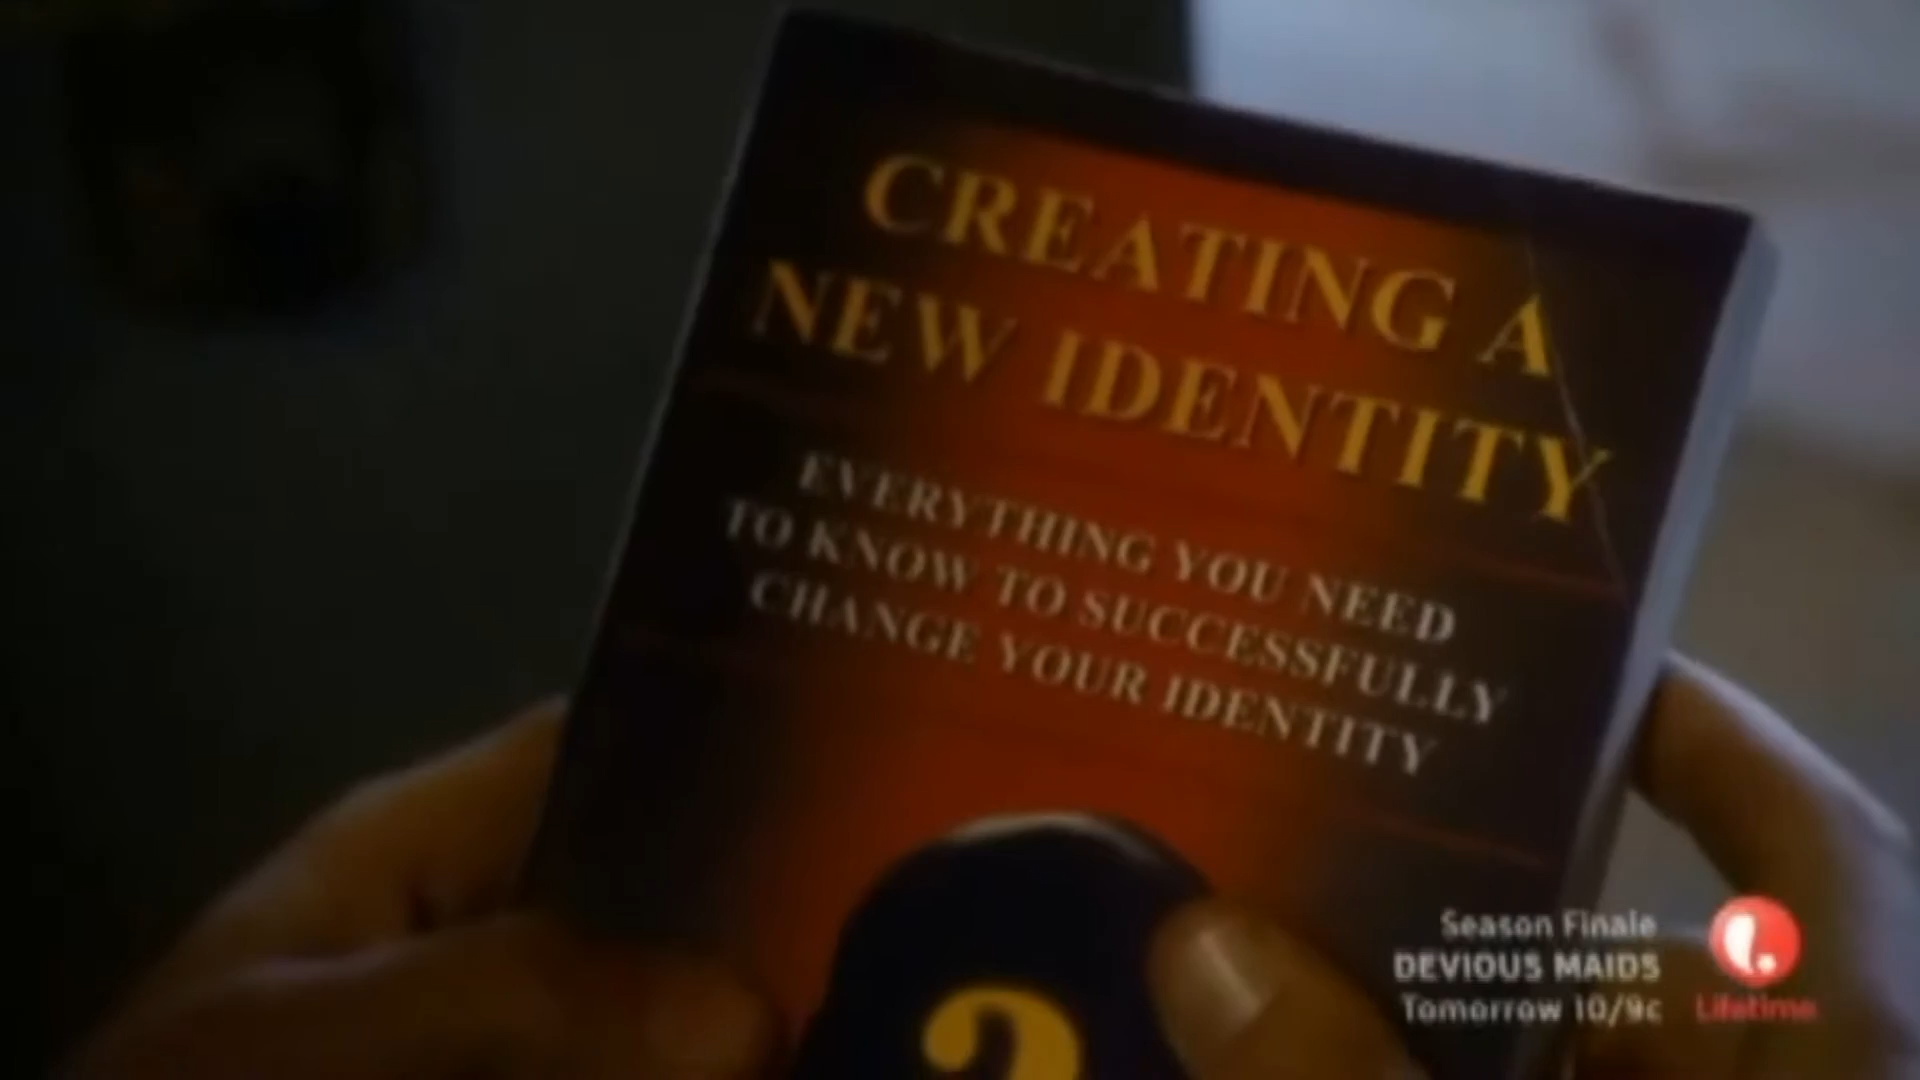 CREATING A
NEW IDENTITY
EVERYTHING YOU NEED
TO KNOW TO SUCCESSFULLY
CHANGE YOUR IDENTITY
?
Season Finale
DEVIOUS MAIDS
Tomorrow 10/9c
Lifetime